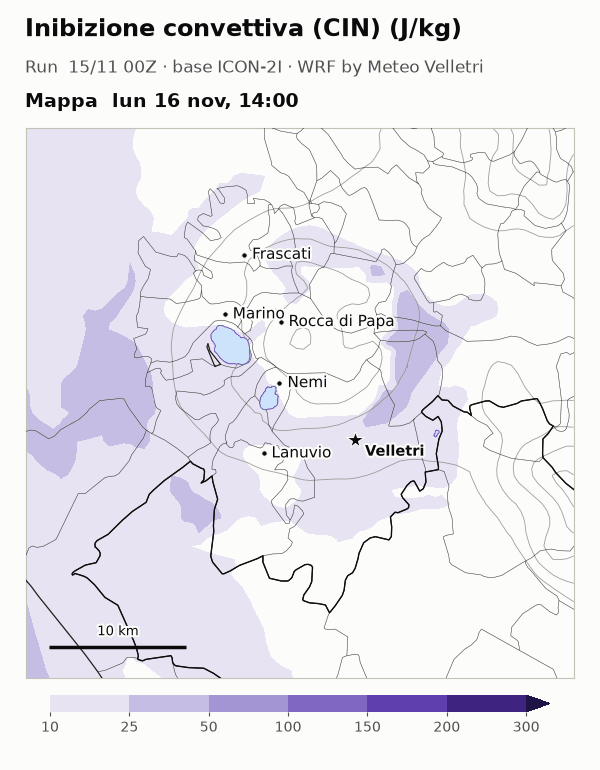 Inibizione convettiva (CIN) (J/kg)
Run  15/11 00Z · base ICON-2I · WRF by Meteo Velletri
Mappa  lun 16 nov, 14:00
Frascati
Marino
Rocca di Papa
Nemi
Velletri
Lanuvio
10 km
10 25 50 100 150 200 300